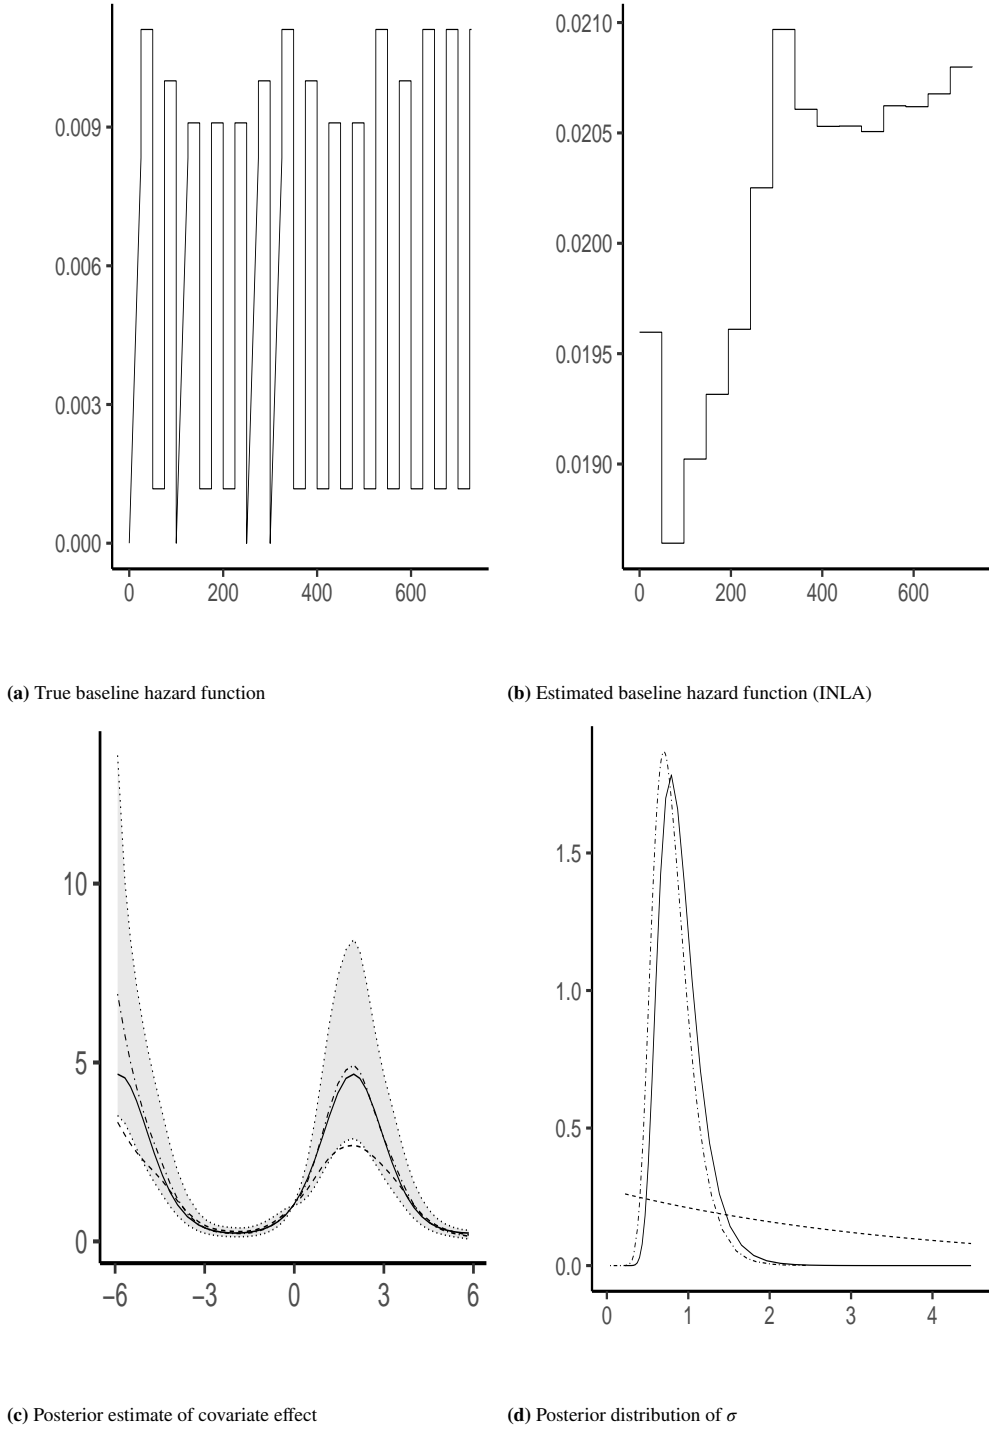 0.009
0.006
0.003
0.000
0 200 400 600
0.0210
0.0205
0.0200
0.0195
0.0190
0 200 400 600
(a) True baseline hazard function
(b) Estimated baseline hazard function (INLA)
10
5
0
−6 −3 0 3 6
1.5
1.0
0.5
0.0
0 1 2 3 4
(c) Posterior estimate of covariate effect
(d) Posterior distribution of σ